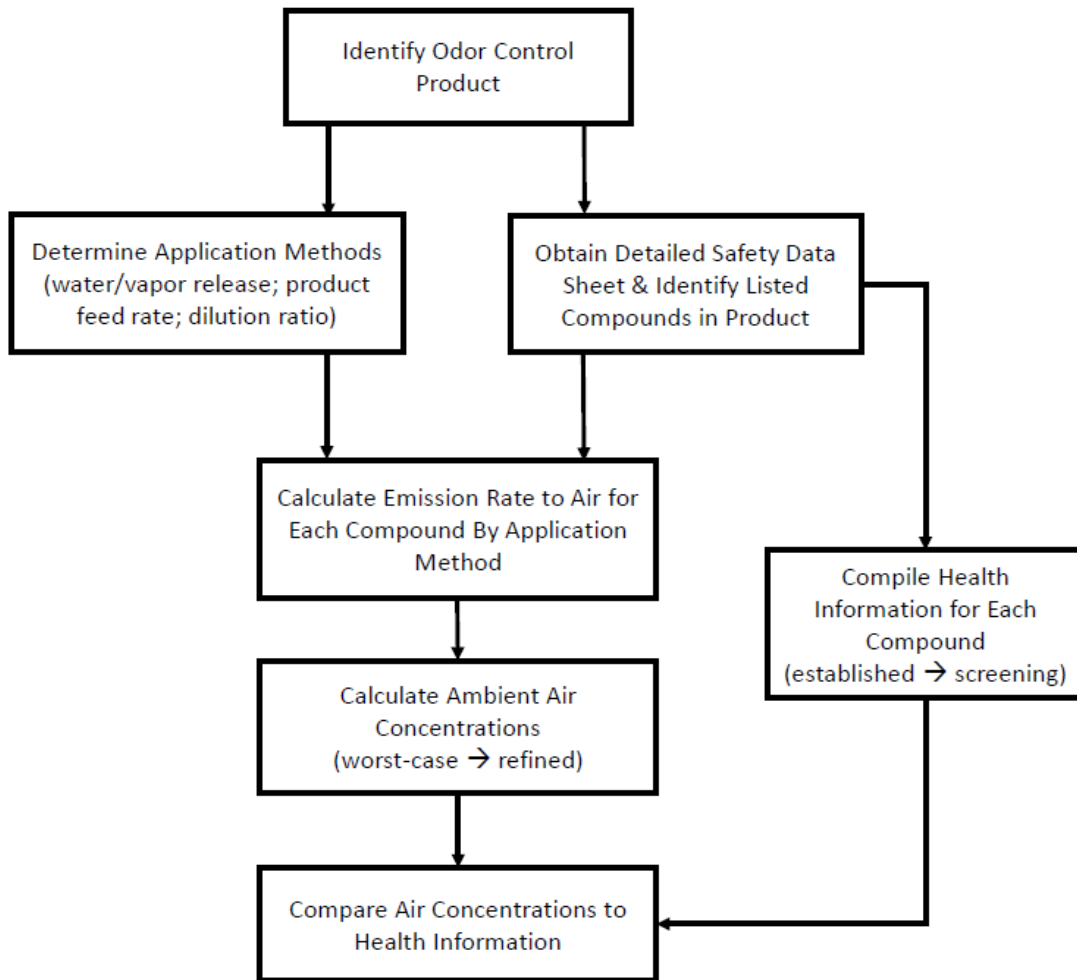 Identify Odor Control
Product
Determine Application Methods
(water/vapor release; product
feed rate; dilution ratio)
Obtain Detailed Safety Data
Sheet & Identify Listed
Compounds in Product
Calculate Emission Rate to Air for
Each Compound By Application
Method
Compile Health
Information for Each
Compound
(established → screening)
Calculate Ambient Air
Concentrations
(worst-case → refined)
Compare Air Concentrations to
Health Information